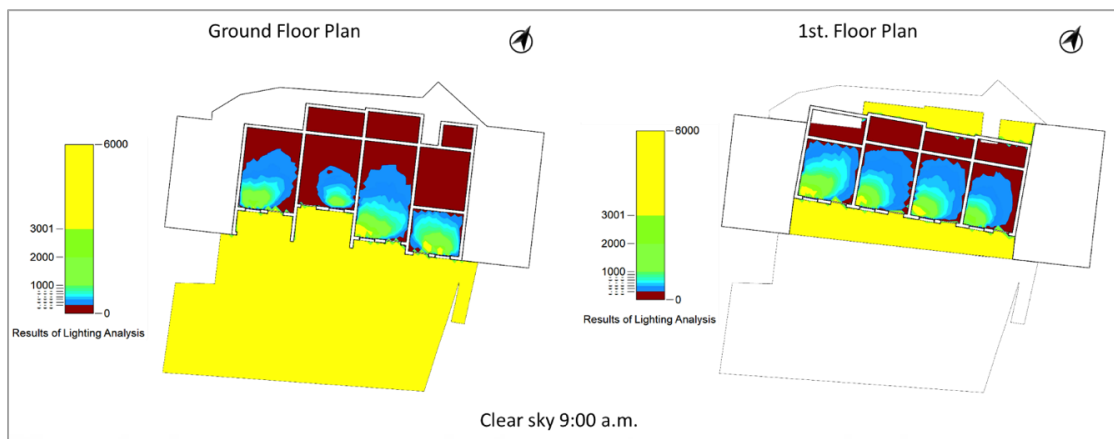 Ground Floor Plan
1st. Floor Plan
6000
3001
2000
1000
0
Results of Lighting Analysis
6000
3001
2000
1000
0
Results of Lighting Analysis
Clear sky 9:00 a.m.